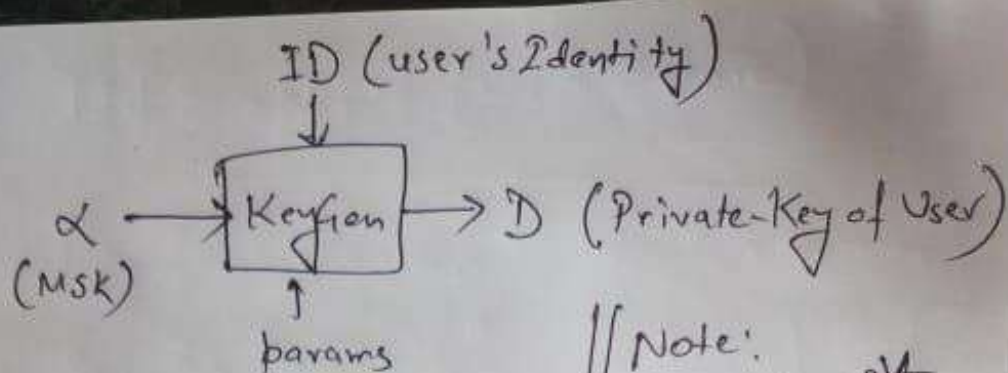 ID (user's Identity)
α KeyGen D (Private-Key of User)
(MSK)
params
// Note: